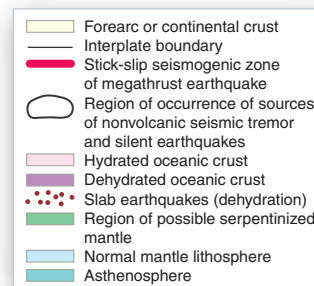 Forearc or continental crust
Interplate boundary
Stick-slip seismogenic zone
of megathrust earthquake
Region of occurrence of sources
of nonvolcanic seismic tremor
and silent earthquakes
Hydrated oceanic crust
Dehydrated oceanic crust
Slab earthquakes (dehydration)
Region of possible serpentinized
mantle
Normal mantle lithosphere
Asthenosphere